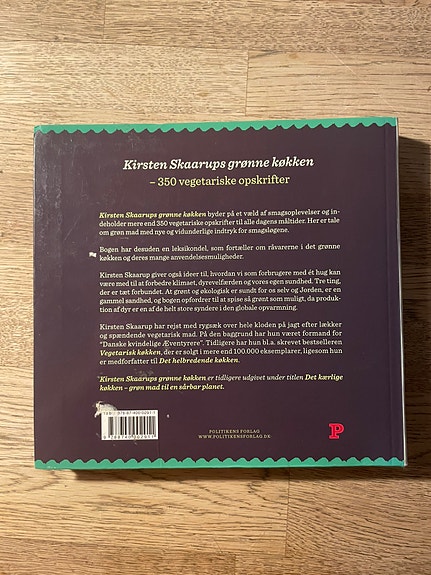 Kirsten Skaarups grønne køkken
– 350 vegetariske opskrifter
Kirsten Skaarups grønne køkken byder på et væld af smagsoplevelser og in-
deholder mere end 350 vegetariske opskrifter til alle dagens måltider. Her er tale
om grøn mad med nye og vidunderlige indtryk for smagsløgene.
Bogen har desuden en leksikondel, som fortæller om råvarerne i det grønne
køkken og deres mange anvendelsesmuligheder.
Kirsten Skaarup giver også ideer til, hvordan vi som forbrugere med ét hug kan
være med til at forbedre klimaet, dyrevelfærden og vores egen sundhed. Tre ting,
der er tæt forbundet. At grønt og økologisk er sundt for os selv og Jorden, er en
gammel sandhed, og bogen opfordrer til at spise så grønt som muligt, da produk-
tion af dyr er en af de helt store syndere i den globale opvarmning.
Kirsten Skaarup har rejst med rygsæk over hele kloden på jagt efter lækker
og spændende vegetarisk mad. På den baggrund har hun været formand for
"Danske kvindelige Æventyrere". Tidligere har hun bl.a. skrevet bestselleren
Vegetarisk køkken, der er solgt i mere end 100.000 eksemplarer, ligesom hun
er medforfatter til Det helbredende køkken.
Kirsten Skaarups grønne køkken er tidligere udgivet under titlen Det kærlige
køkken – grøn mad til en sårbar planet.
POLITIKENS FORLAG
WWW.POLITIKENSFORLAG.DK
P